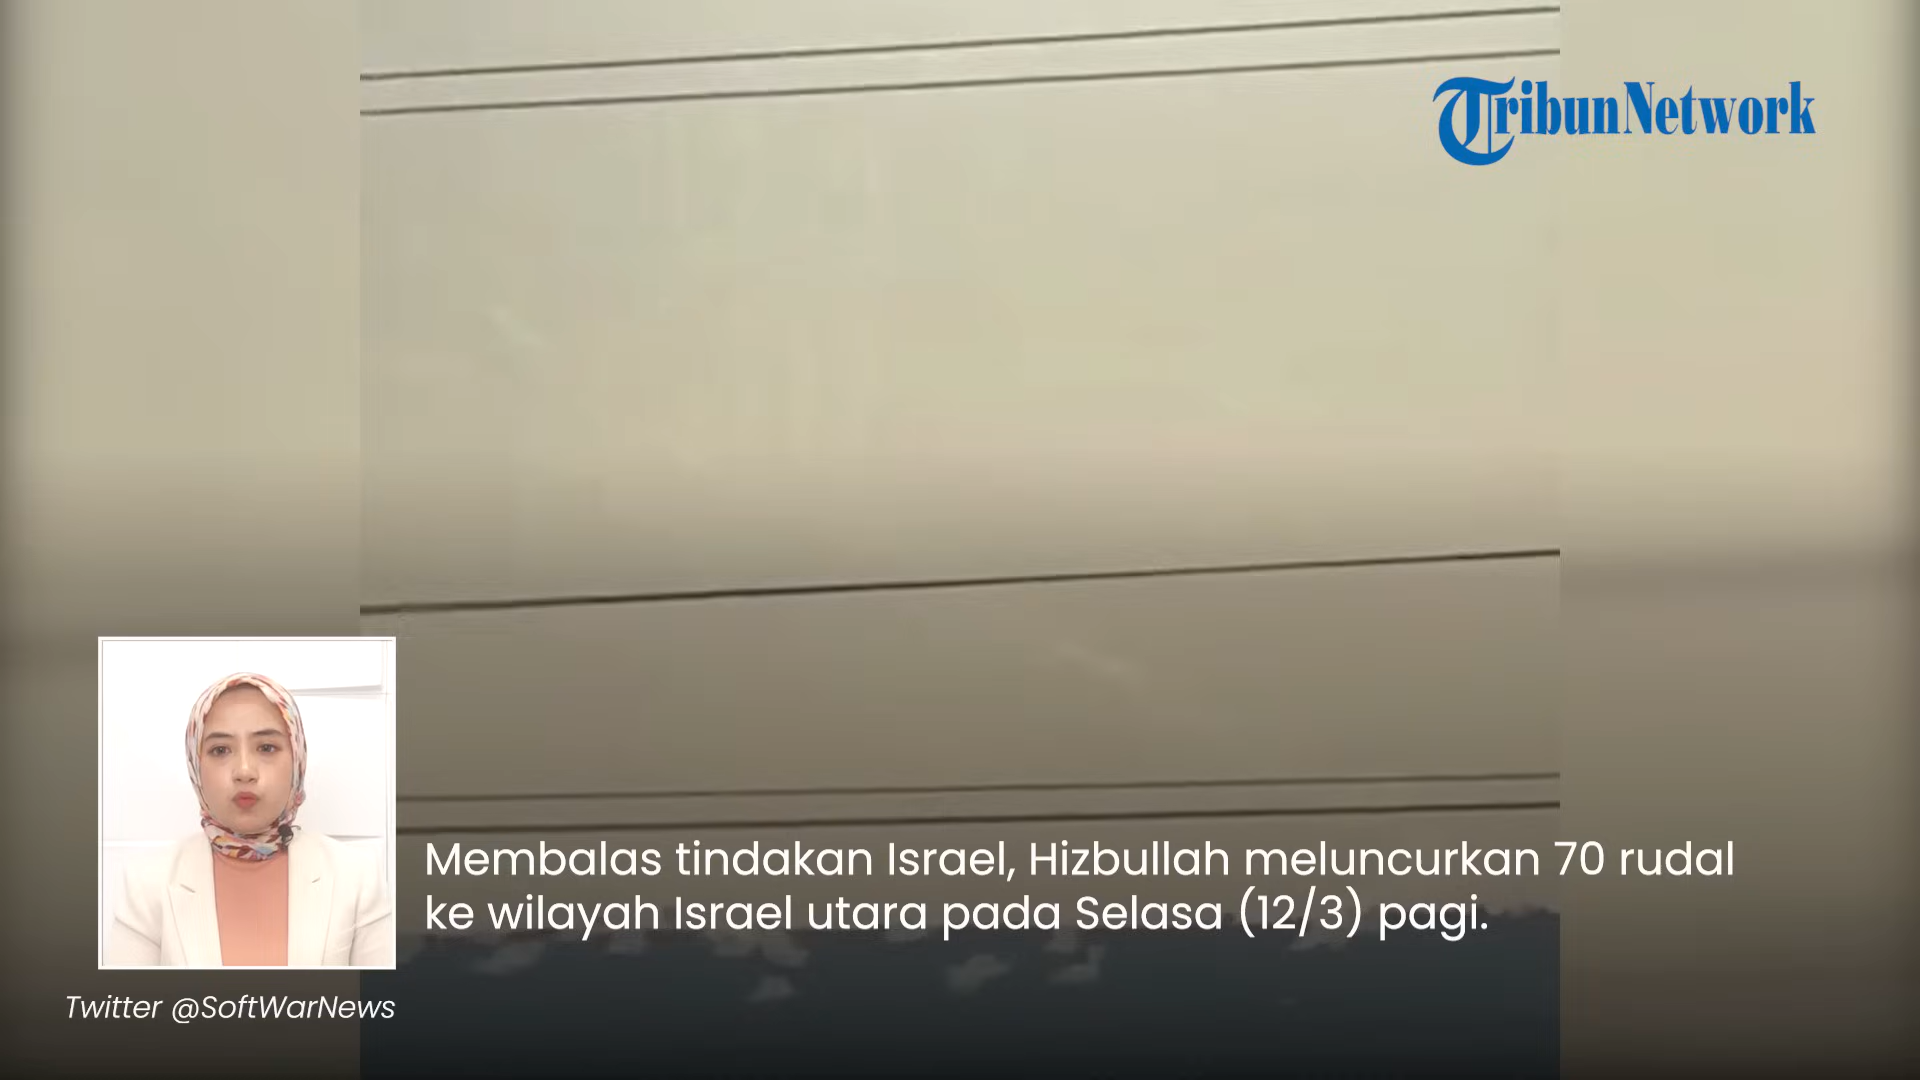 TribunNetwork
Membalas tindakan Israel, Hizbullah meluncurkan 70 rudal
ke wilayah Israel utara pada Selasa (12/3) pagi.
Twitter @SoftWarNews